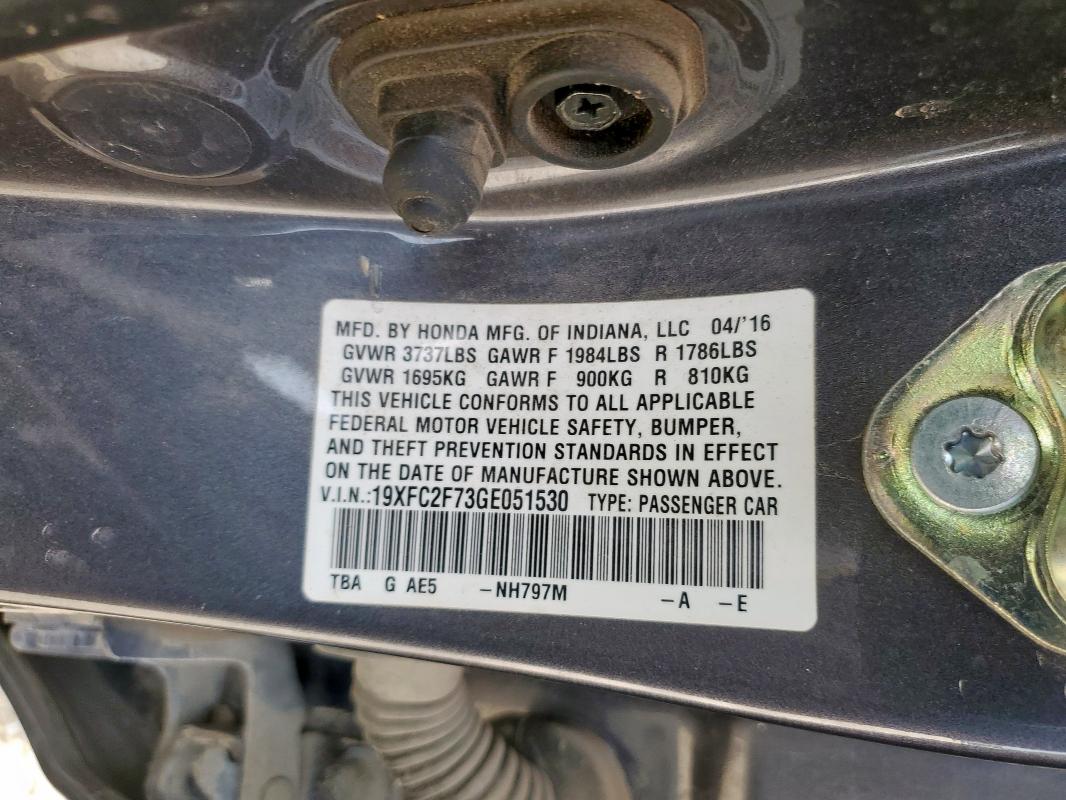 MFD. BY HONDA MFG. OF INDIANA, LLC 04/'16
GVWR 3737LBS GAWR F 1984LBS R 1786LBS
GVWR 1695KG GAWR F 900KG R 810KG
THIS VEHICLE CONFORMS TO ALL APPLICABLE
FEDERAL MOTOR VEHICLE SAFETY, BUMPER,
AND THEFT PREVENTION STANDARDS IN EFFECT
ON THE DATE OF MANUFACTURE SHOWN ABOVE.
V.I.N.:19XFC2F73GE051530 TYPE: PASSENGER CAR
TBA G AE5 –NH797M –A –E